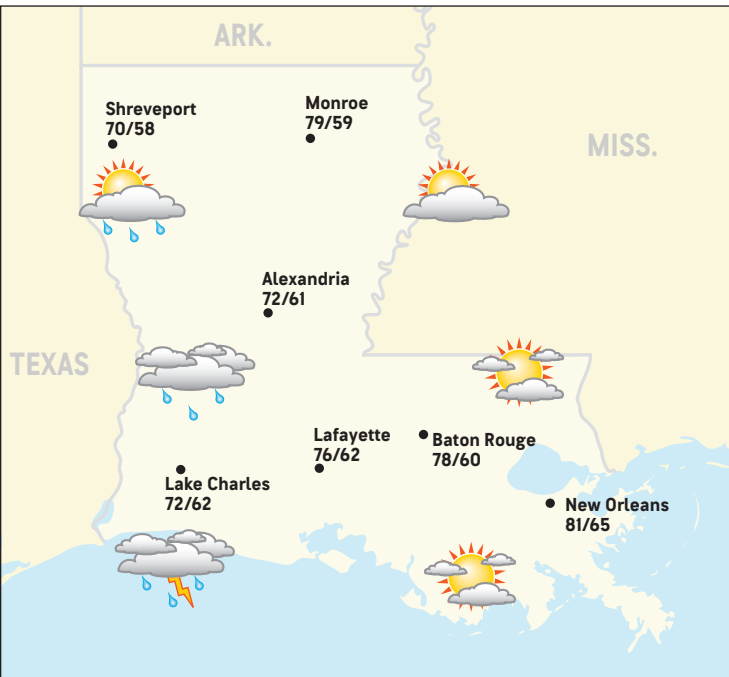 ARK.
Shreveport
70/58
Monroe
79/59
MISS.
Alexandria
72/61
TEXAS
Lafayette
76/62
Baton Rouge
78/60
Lake Charles
72/62
New Orleans
81/65